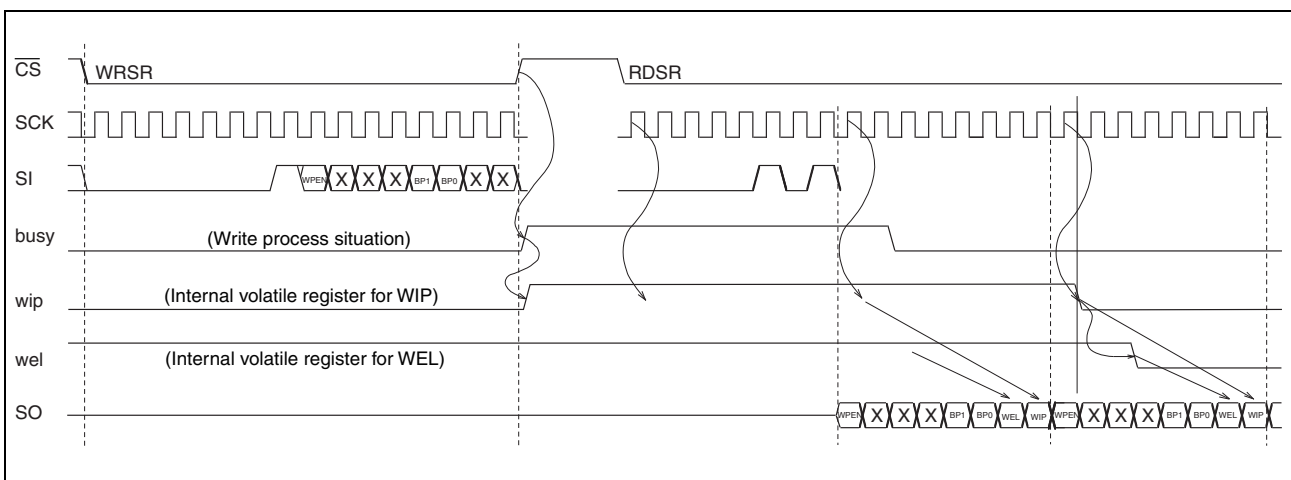 CS WRSR RDSR
SCK
SI WPEN X X X BP1 BP0 X X
busy (Write process situation)
wip (Internal volatile register for WIP)
wel (Internal volatile register for WEL)
SO WPEN X X X BP1 BP0 WEL WIP WPEN X X X BP1 BP0 WEL WIP